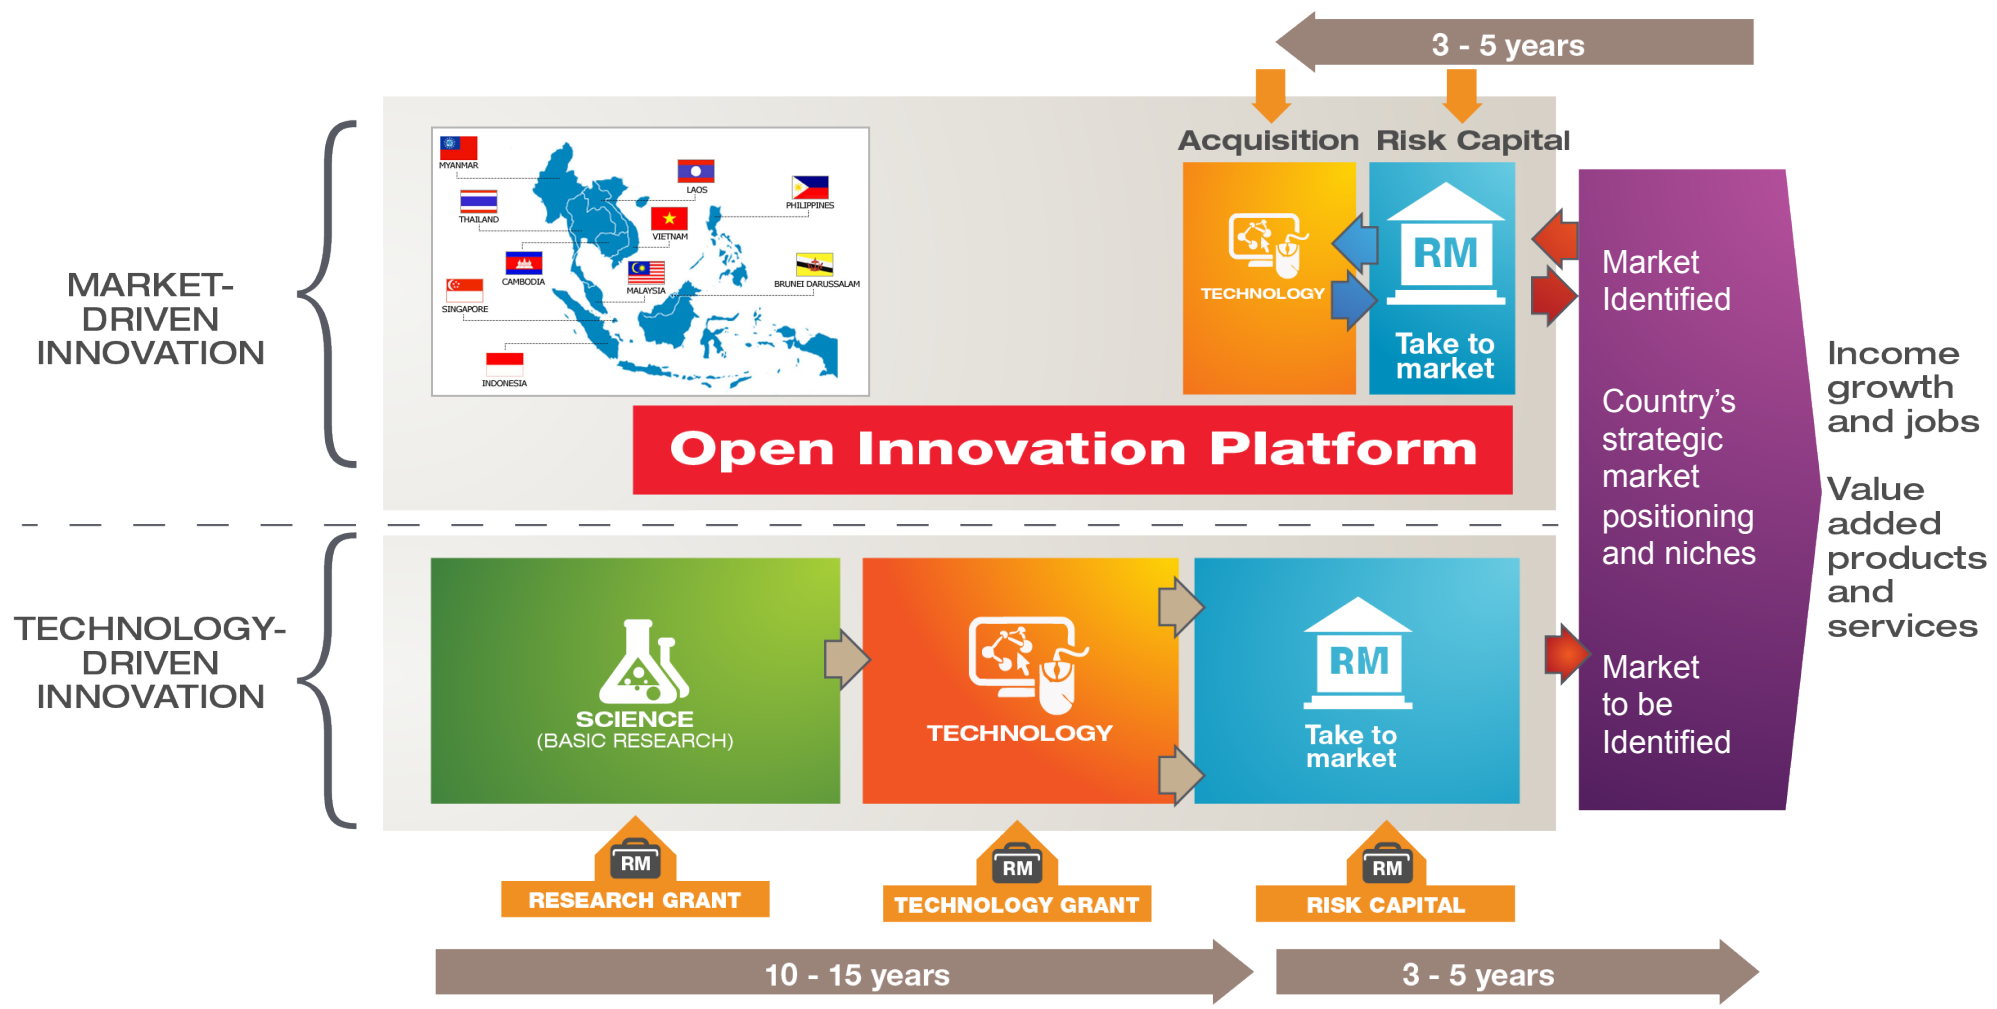 3 - 5 years
Acquisition
Risk Capital
MARKET-
DRIVEN
INNOVATION
MYANMAR
LAOS
THAILAND
PHILIPPINES
VIETNAM
CAMBODIA
MALAYSIA
BRUNEI DARUSSALAM
SINGAPORE
INDONESIA
TECHNOLOGY
RM
Take to
market
Open Innovation Platform
Market
Identified
Country’s
strategic
market
positioning
and niches
Market
to be
Identified
Income
growth
and jobs
Value
added
products
and
services
TECHNOLOGY-
DRIVEN
INNOVATION
SCIENCE
(BASIC RESEARCH)
TECHNOLOGY
RM
Take to
market
RM
RESEARCH GRANT
RM
TECHNOLOGY GRANT
RM
RISK CAPITAL
10 - 15 years
3 - 5 years